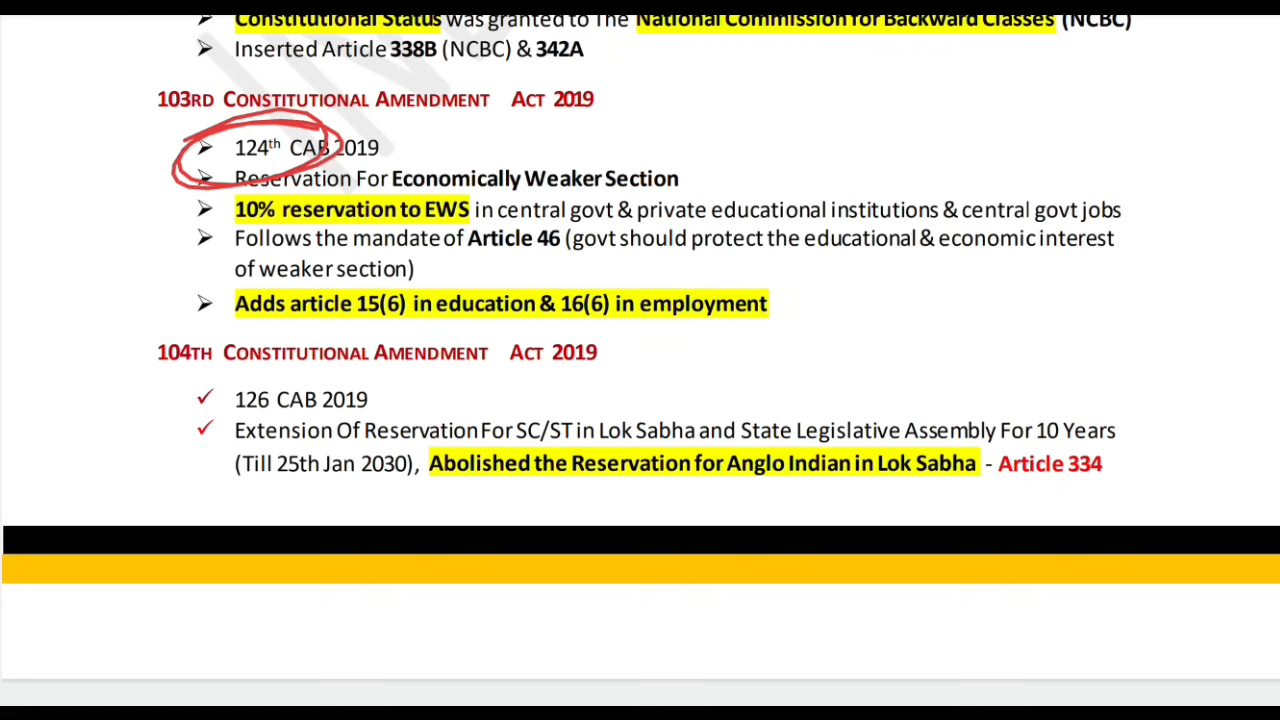 Constitutional Status was granted to The National Commission for Backward Classes (NCBC)
Inserted Article 338B (NCBC) & 342A
103RD CONSTITUTIONAL AMENDMENT ACT 2019
124th CAB 2019
Reservation For Economically Weaker Section
10% reservation to EWS in central govt & private educational institutions & central govt jobs
Follows the mandate of Article 46 (govt should protect the educational & economic interest
of weaker section)
Adds article 15(6) in education & 16(6) in employment
104TH CONSTITUTIONAL AMENDMENT ACT 2019
126 CAB 2019
Extension Of Reservation For SC/ST in Lok Sabha and State Legislative Assembly For 10 Years
(Till 25th Jan 2030), Abolished the Reservation for Anglo Indian in Lok Sabha - Article 334